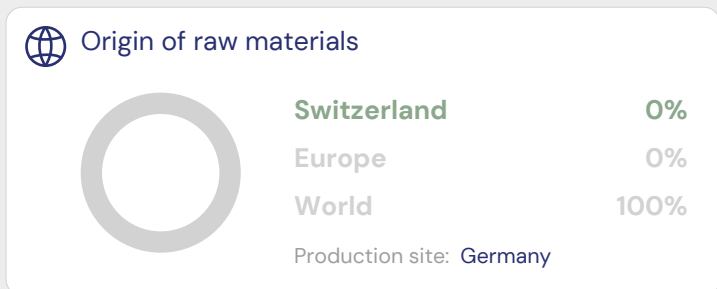 Origin of raw materials
Switzerland 0%
Europe 0%
World 100%
Production site: Germany